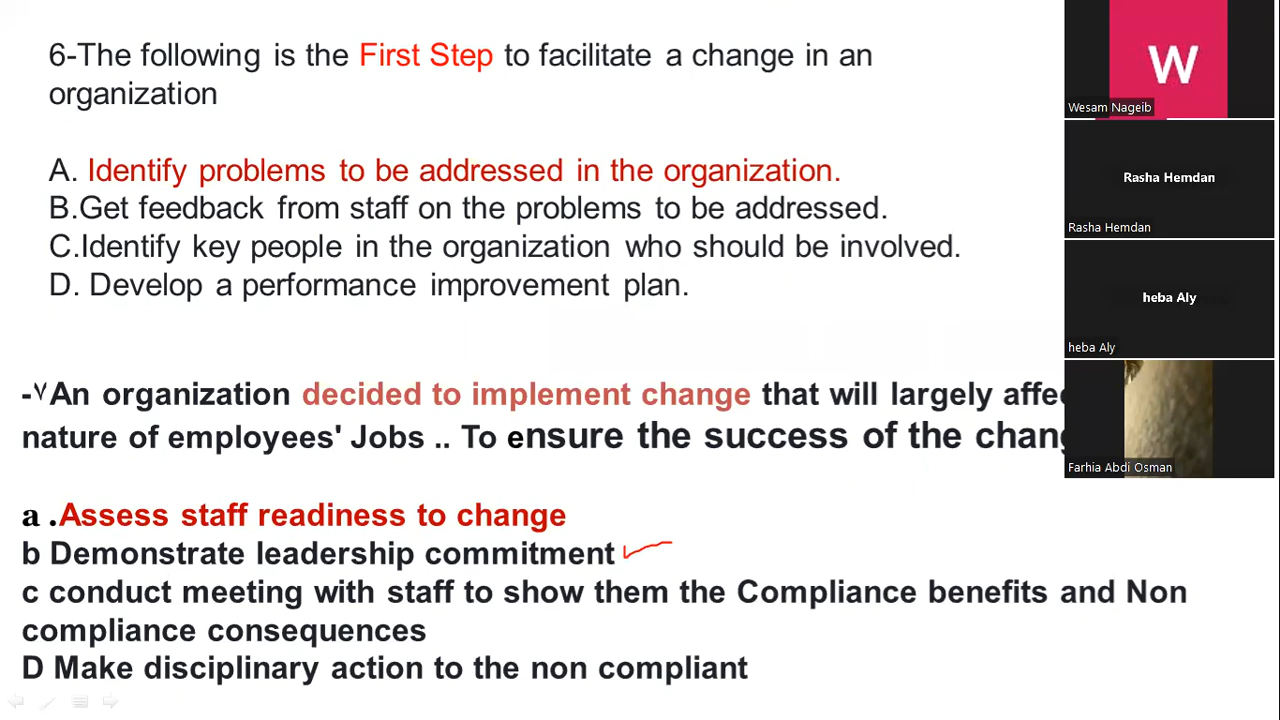 6-The following is the First Step to facilitate a change in an
organization
A. Identify problems to be addressed in the organization.
B.Get feedback from staff on the problems to be addressed.
C.Identify key people in the organization who should be involved.
D. Develop a performance improvement plan.
-٧An organization decided to implement change that will largely affec
nature of employees' Jobs .. To ensure the success of the chang
a .Assess staff readiness to change
b Demonstrate leadership commitment
c conduct meeting with staff to show them the Compliance benefits and Non
compliance consequences
D Make disciplinary action to the non compliant
W
Wesam Nageib
Rasha Hemdan
Rasha Hemdan
heba Aly
heba Aly
Farhia Abdi Osman